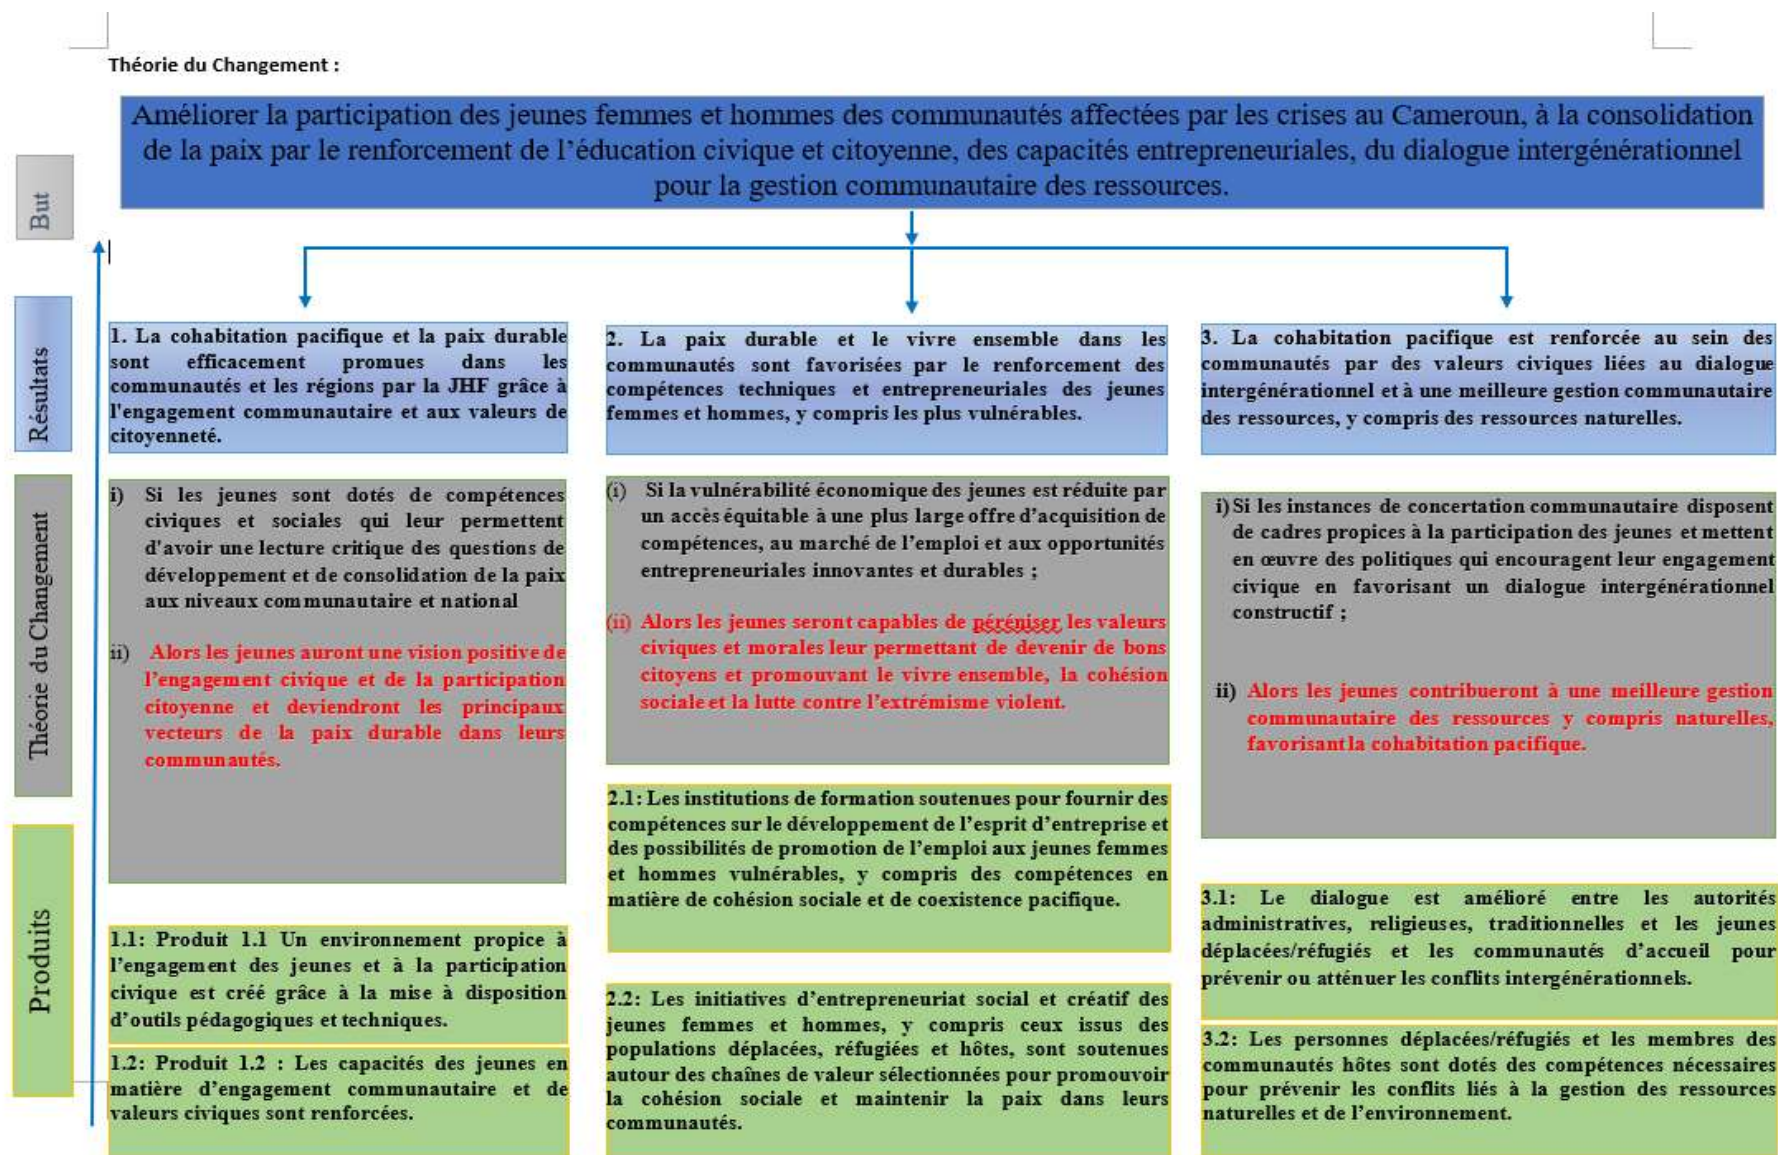 Théorie du Changement :
Améliorer la participation des jeunes femmes et hommes des communautés affectées par les crises au Cameroun, à la consolidation
de la paix par le renforcement de l'éducation civique et citoyenne, des capacités entrepreneuriales, du dialogue intergénérationnel
pour la gestion communautaire des ressources.
But
Résultats
1. La cohabitation pacifique et la paix durable
sont efficacement promues dans les
communautés et les régions par la JHF grâce à
l'engagement communautaire et aux valeurs de
citoyenneté.
2. La paix durable et le vivre ensemble dans les
communautés sont favorisées par le renforcement des
compétences techniques et entrepreneuriales des jeunes
femmes et hommes, y compris les plus vulnérables.
3. La cohabitation pacifique est renforcée au sein des
communautés par des valeurs civiques liées au dialogue
intergénérationnel et à une meilleure gestion communautaire
des ressources, y compris des ressources naturelles.
Théorie du Changement
i) Si les jeunes sont dotés de compétences
civiques et sociales qui leur permettent
d'avoir une lecture critique des questions de
développement et de consolidation de la paix
aux niveaux communautaire et national
ii) Alors les jeunes auront une vision positive de
l'engagement civique et de la participation
citoyenne et deviendront les principaux
vecteurs de la paix durable dans leurs
communautés.
(i) Si la vulnérabilité économique des jeunes est réduite par
un accès équitable à une plus large offre d'acquisition de
compétences, au marché de l'emploi et aux opportunités
entrepreneuriales innovantes et durables ;
(ii) Alors les jeunes seront capables de péréniser les valeurs
civiques et morales leur permettant de devenir de bons
citoyens et promouvant le vivre ensemble, la cohésion
sociale et la lutte contre l'extrémisme violent.
i) Si les instances de concertation communautaire disposent
de cadres propices à la participation des jeunes et mettent
en œuvre des politiques qui encouragent leur engagement
civique en favorisant un dialogue intergénérationnel
constructif ;
ii) Alors les jeunes contribueront à une meilleure gestion
communautaire des ressources y compris naturelles,
favorisant la cohabitation pacifique.
Produits
1.1: Produit 1.1 Un environnement propice à
l'engagement des jeunes et à la participation
civique est créé grâce à la mise à disposition
d'outils pédagogiques et techniques.
1.2: Produit 1.2 : Les capacités des jeunes en
matière d'engagement communautaire et de
valeurs civiques sont renforcées.
2.1: Les institutions de formation soutenues pour fournir des
compétences sur le développement de l'esprit d'entreprise et
des possibilités de promotion de l'emploi aux jeunes femmes
et hommes vulnérables, y compris des compétences en
matière de cohésion sociale et de coexistence pacifique.
2.2: Les initiatives d'entrepreneuriat social et créatif des
jeunes femmes et hommes, y compris ceux issus des
populations déplacées, réfugiées et hôtes, sont soutenues
autour des chaînes de valeur sélectionnées pour promouvoir
la cohésion sociale et maintenir la paix dans leurs
communautés.
3.1: Le dialogue est amélioré entre les autorités
administratives, religieuses, traditionnelles et les jeunes
déplacées/réfugiés et les communautés d'accueil pour
prévenir ou atténuer les conflits intergénérationnels.
3.2: Les personnes déplacées/réfugiés et les membres des
communautés hôtes sont dotés des compétences nécessaires
pour prévenir les conflits liés à la gestion des ressources
naturelles et de l'environnement.